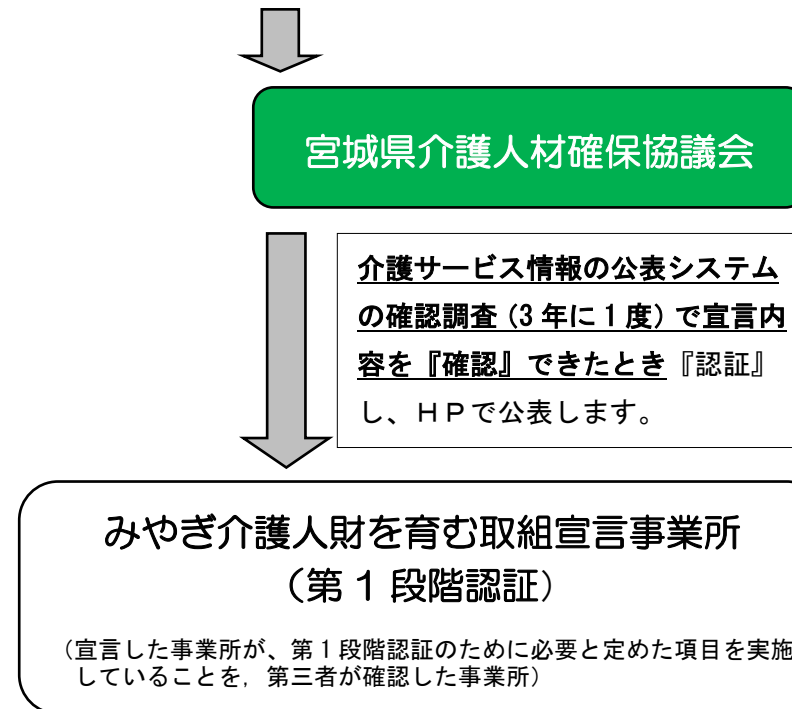 宮城県介護人材確保協議会
介護サービス情報の公表システム
の確認調査（3年に1度）で宣言内
容を『確認』できたとき『認証』
し、ＨＰで公表します。
みやぎ介護人財を育む取組宣言事業所
（第1段階認証）
（宣言した事業所が、第1段階認証のために必要と定めた項目を実施
していることを，第三者が確認した事業所）